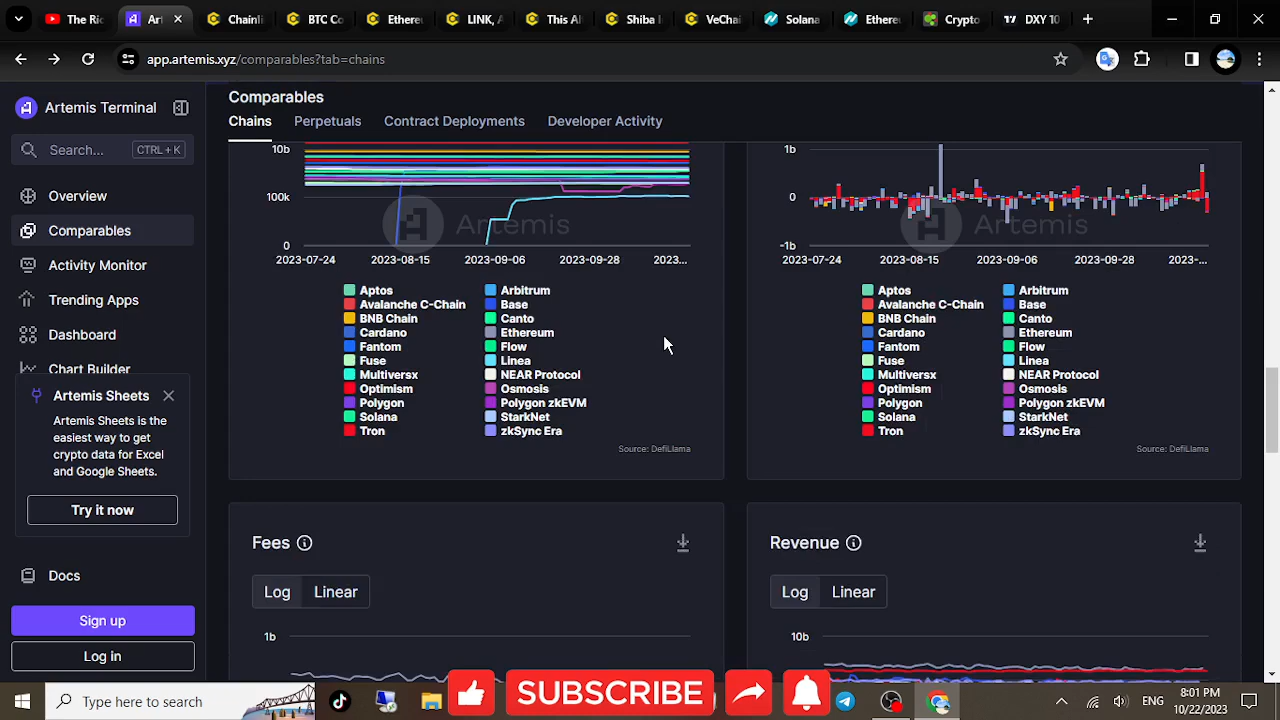 The Ric
Art
Chainli
BTC Co
Ethere
LINK, A
This Al
Shiba I
VeChai
Solana
Ethere
Crypto
DXY 10
app.artemis.xyz/comparables?tab=chains
Artemis Terminal
Search...
CTRL+K
Overview
Comparables
Activity Monitor
Trending Apps
Dashboard
Chart Builder
Artemis Sheets
Artemis Sheets is the
easiest way to get
crypto data for Excel
and Google Sheets.
Try it now
Docs
Sign up
Log in
Comparables
Chains Perpetuals Contract Deployments Developer Activity
10b
100k
0
Artemis
2023-07-24 2023-08-15 2023-09-06 2023-09-28 2023...
Aptos Arbitrum
Avalanche C-Chain Base
BNB Chain Canto
Cardano Ethereum
Fantom Flow
Fuse Linea
Multiversx NEAR Protocol
Optimism Osmosis
Polygon Polygon zkEVM
Solana StarkNet
Tron zkSync Era
Source: DefiLlama
1b
0
-1b
Artemis
2023-07-24 2023-08-15 2023-09-06 2023-09-28 2023-...
Aptos Arbitrum
Avalanche C-Chain Base
BNB Chain Canto
Cardano Ethereum
Fantom Flow
Fuse Linea
Multiversx NEAR Protocol
Optimism Osmosis
Polygon Polygon zkEVM
Solana StarkNet
Tron zkSync Era
Source: DefiLlama
Fees
Log Linear
1b
Revenue
Log Linear
10b
Type here to search
SUBSCRIBE
ENG
8:01 PM
10/22/2023